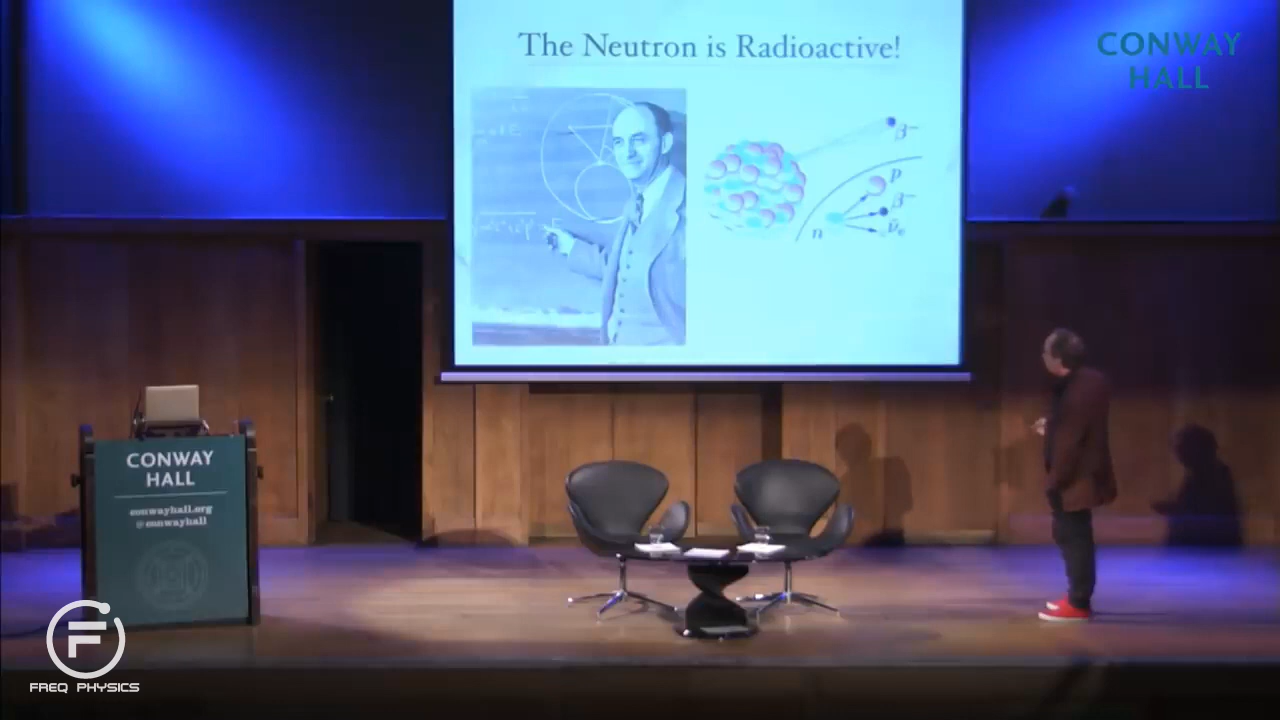 The Neutron is Radioactive!
CONWAY
HALL
β⁻
p
β⁻
n
ν̄ₑ
CONWAY
HALL
conwayhall.org
@conwayhall
F
FREQ PHYSICS